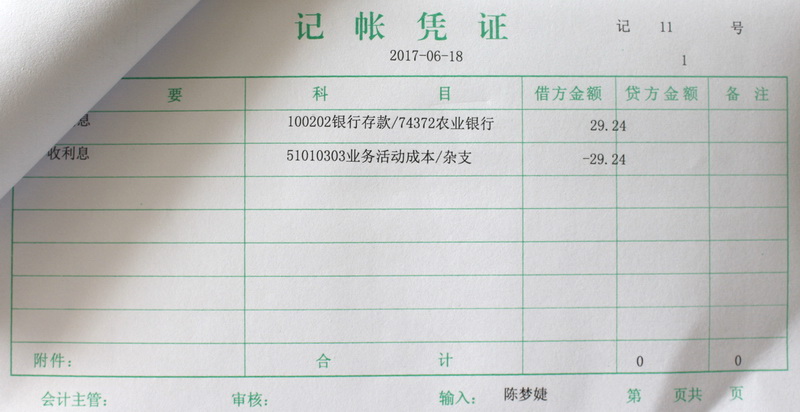 记帐凭证
记 11 号
2017-06-18
1
要 科 目 借方金额 贷方金额 备 注
息 100202银行存款/74372农业银行 29.24
收利息 51010303业务活动成本/杂支 -29.24
附件： 合 计 0 0
会计主管： 审核： 输入： 陈梦婕 第 页共 页